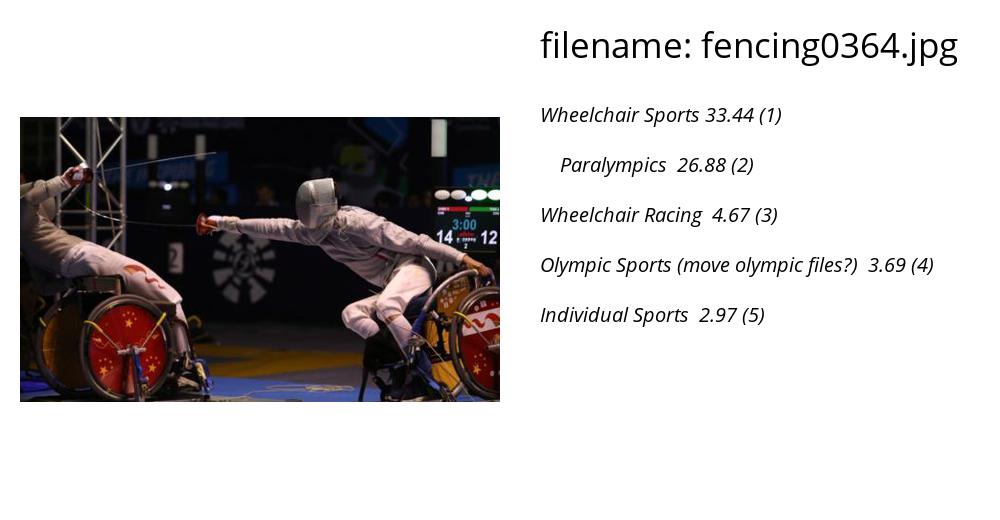 filename: fencing0364.jpg
Wheelchair Sports 33.44 (1)
Paralympics 26.88 (2)
Wheelchair Racing 4.67 (3)
Olympic Sports (move olympic files?) 3.69 (4)
Individual Sports 2.97 (5)
3:00
14 12
2
2